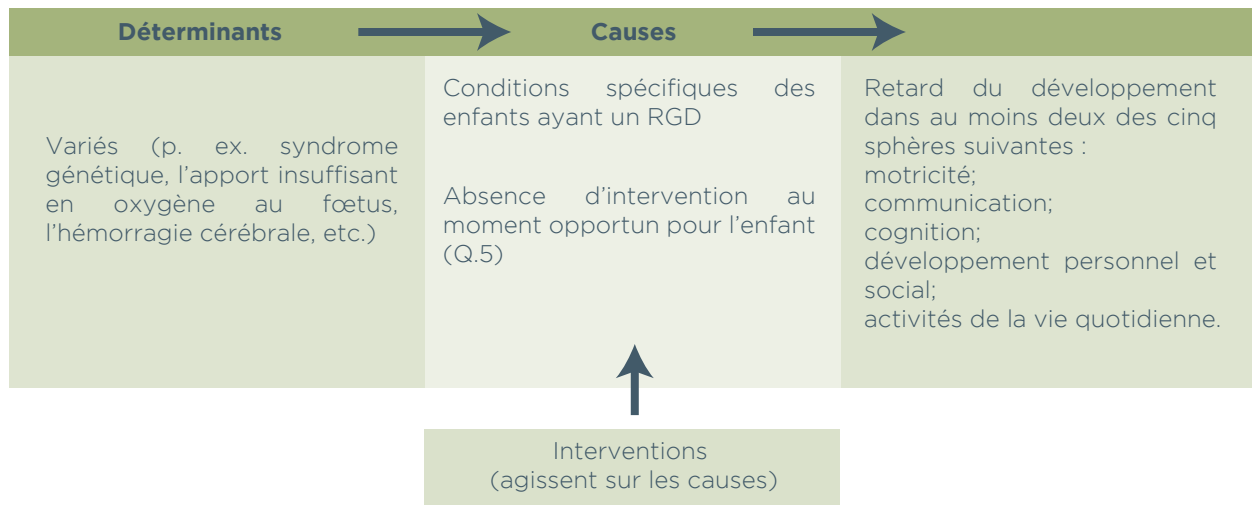 Déterminants
Causes
Variés (p. ex. syndrome
génétique, l'apport insuffisant
en oxygène au fœtus,
l'hémorragie cérébrale, etc.)
Conditions spécifiques des
enfants ayant un RGD
Absence d'intervention au
moment opportun pour l'enfant
(Q.5)
Retard du développement
dans au moins deux des cinq
sphères suivantes :
motricité;
communication;
cognition;
développement personnel et
social;
activités de la vie quotidienne.
Interventions
(agissent sur les causes)